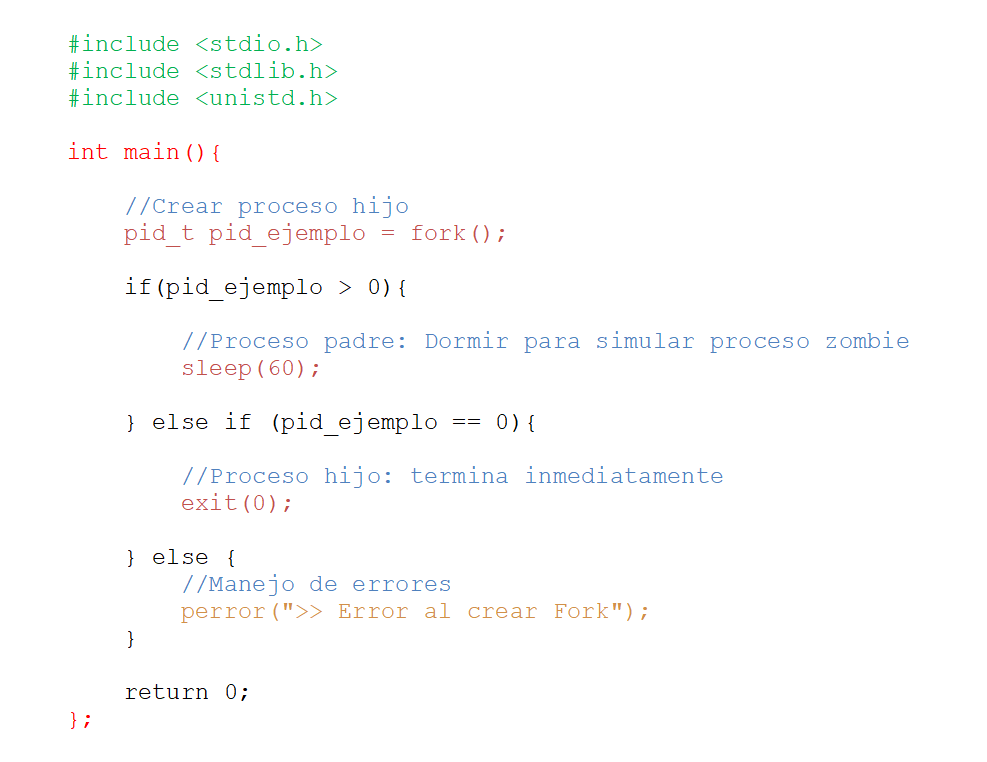 #include <stdio.h>
#include <stdlib.h>
#include <unistd.h>
int main(){
//Crear proceso hijo
pid_t pid_ejemplo = fork();
if(pid_ejemplo > 0){
//Proceso padre: Dormir para simular proceso zombie
sleep(60);
} else if (pid_ejemplo == 0){
//Proceso hijo: termina inmediatamente
exit(0);
} else {
//Manejo de errores
perror(">> Error al crear Fork");
}
return 0;
};